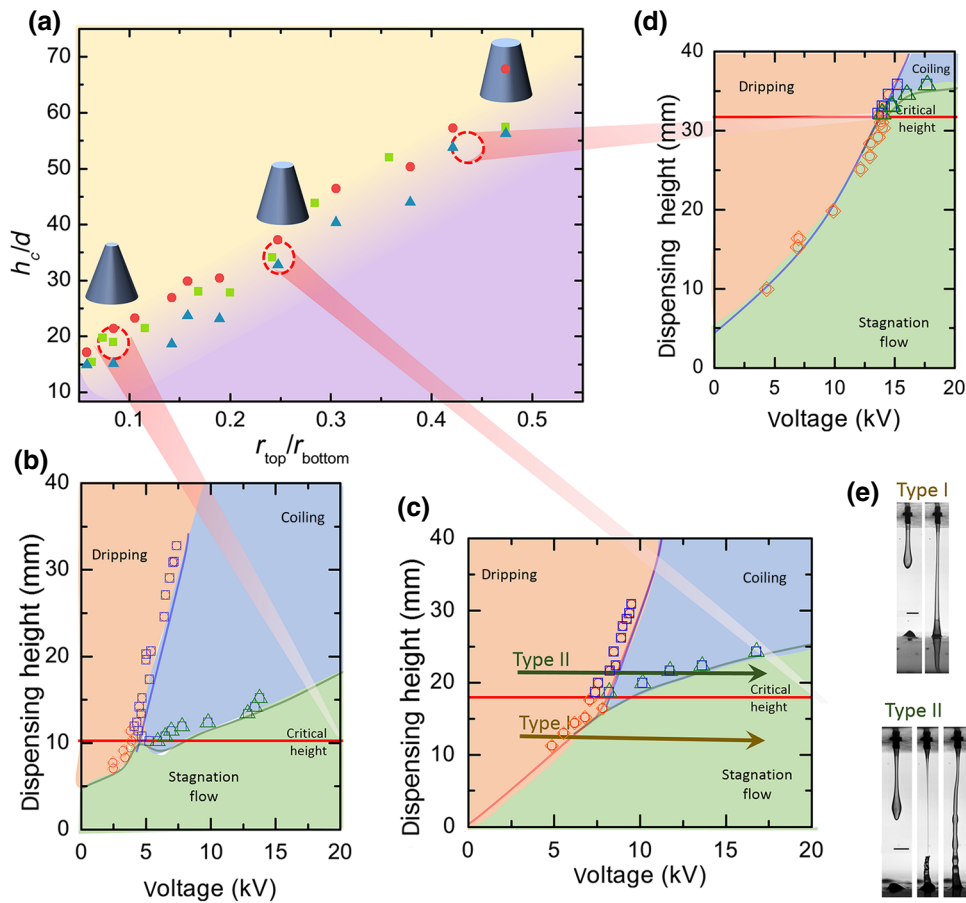 (a)
70
60
50
40
30
20
10
h_c/d
0.1
0.2
0.3
0.4
0.5
r_top/r_bottom
(d)
40
30
20
10
0
Dispensing height (mm)
Dripping
Coiling
Critical
height
Stagnation
flow
0
5
10
15
20
Voltage (kV)
(b)
40
30
20
10
0
Dispensing height (mm)
Dripping
Coiling
Critical
height
Stagnation
flow
0
5
10
15
20
Voltage (kV)
(c)
40
30
20
10
0
Dispensing height (mm)
Dripping
Coiling
Type II
Critical
height
Type I
Stagnation
flow
0
5
10
15
20
Voltage (kV)
(e)
Type I
Type II